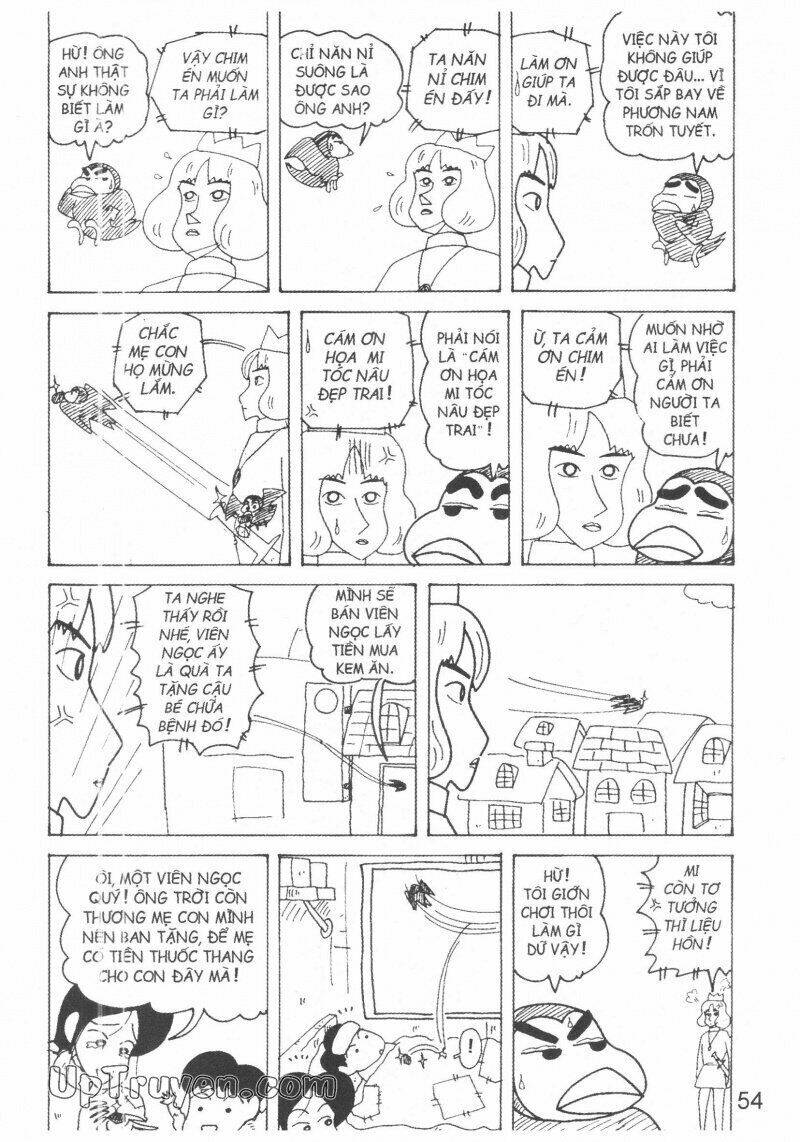 VIỆC NÀY TÔI
KHÔNG GIÚP
ĐƯỢC ĐÂU... VÌ
TÔI SẮP BAY VỀ
PHƯƠNG NAM
TRỐN TUYẾT.
LÀM ƠN
GIÚP TA
ĐI MÀ.
TA NĂN
NỈ CHIM
ÉN ĐẤY!
CHỈ NĂN NỈ
SUÔNG LÀ
ĐƯỢC SAO
ÔNG ANH?
VẬY CHIM
ÉN MUỐN
TA PHẢI LÀM
GÌ?
HỪ! ÔNG
ANH THẬT
SỰ KHÔNG
BIẾT LÀM
GÌ À?
MUỐN NHỜ
AI LÀM VIỆC
GÌ, PHẢI
CẢM ƠN
NGƯỜI TA
BIẾT
CHƯA!
Ừ, TA CẢM
ƠN CHIM
ÉN!
PHẢI NÓI
LÀ "CÁM
ƠN HỌA
MI TÓC
NÂU ĐẸP
TRAI"!
CÁM ƠN
HỌA MI
TÓC NÂU
ĐẸP TRAI!
CHẮC
MẸ CON
HỌ MỪNG
LẮM.
MÌNH SẼ
BÁN VIÊN
NGỌC LẤY
TIỀN MUA
KEM ĂN.
TA NGHE
THẤY RỒI
NHÉ, VIÊN
NGỌC ẤY
LÀ QUÀ TA
TẶNG CẬU
BÉ CHỮA
BỆNH ĐÓ!
MI
CÒN TƠ
TƯỞNG
THÌ LIỆU
HỒN!
HỪ!
TÔI GIỚN
CHƠI THÔI
LÀM GÌ
DỮ VẬY!
!
ÔI, MỘT VIÊN NGỌC
QUÝ! ÔNG TRỜI CÒN
THƯƠNG MẸ CON MÌNH
NÊN BAN TẶNG, ĐỂ MẸ
CÓ TIỀN THUỐC THANG
CHO CON ĐÂY MÀ!
UpTruyen.com
54